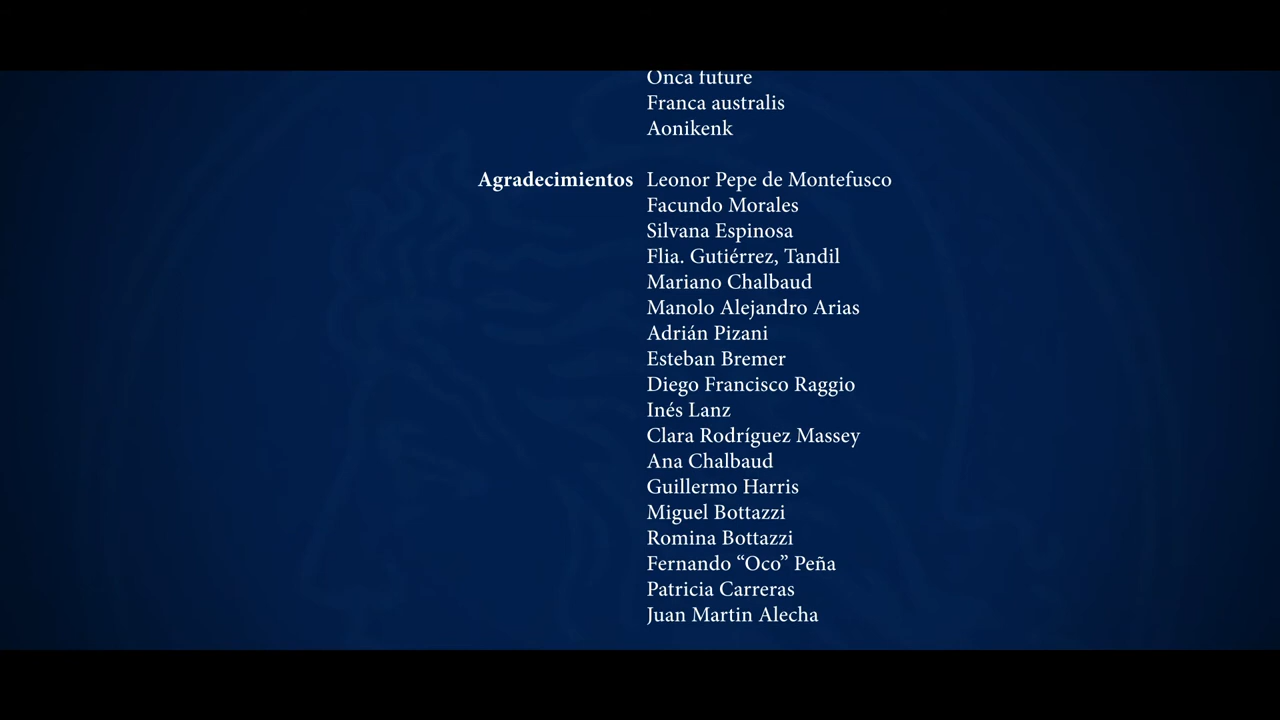 Onca future
Franca australis
Aonikenk
Agradecimientos Leonor Pepe de Montefusco
Facundo Morales
Silvana Espinosa
Flia. Gutiérrez, Tandil
Mariano Chalbaud
Manolo Alejandro Arias
Adrián Pizani
Esteban Bremer
Diego Francisco Raggio
Inés Lanz
Clara Rodríguez Massey
Ana Chalbaud
Guillermo Harris
Miguel Bottazzi
Romina Bottazzi
Fernando “Oco” Peña
Patricia Carreras
Juan Martin Alecha